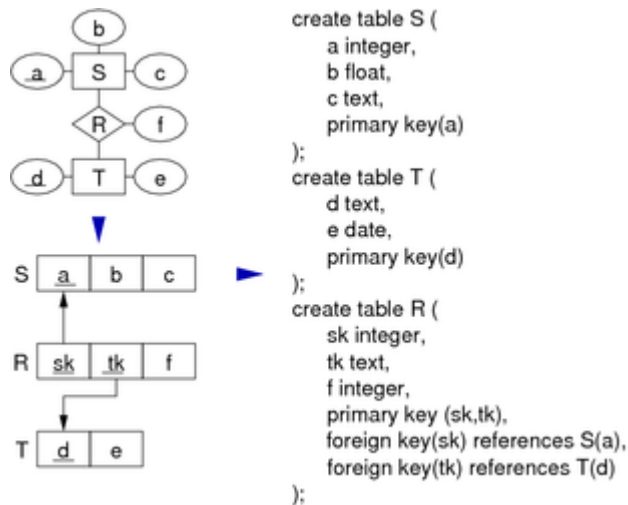 b
a S c
R f
d T e
S a b c
R sk tk f
T d e
create table S (
a integer,
b float,
c text,
primary key(a)
);
create table T (
d text,
e date,
primary key(d)
);
create table R (
sk integer,
tk text,
f integer,
primary key (sk,tk),
foreign key(sk) references S(a),
foreign key(tk) references T(d)
);